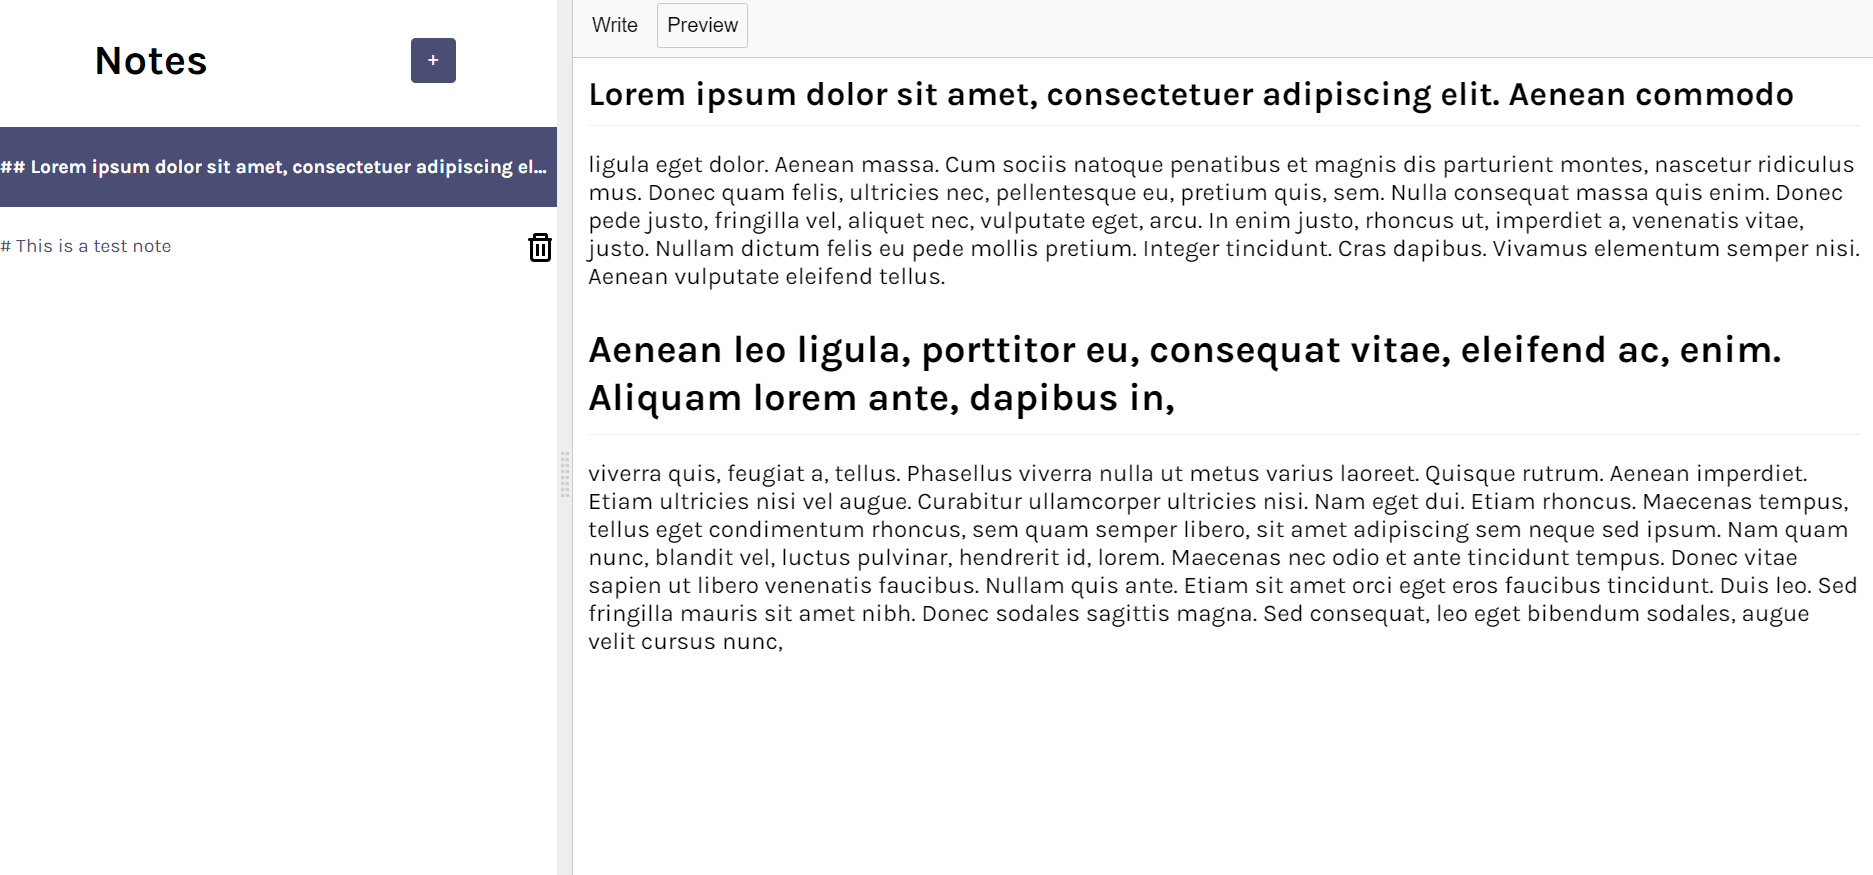 Notes
+
## Lorem ipsum dolor sit amet, consectetuer adipiscing el...
# This is a test note
Write
Preview
Lorem ipsum dolor sit amet, consectetuer adipiscing elit. Aenean commodo
ligula eget dolor. Aenean massa. Cum sociis natoque penatibus et magnis dis parturient montes, nascetur ridiculus
mus. Donec quam felis, ultricies nec, pellentesque eu, pretium quis, sem. Nulla consequat massa quis enim. Donec
pede justo, fringilla vel, aliquet nec, vulputate eget, arcu. In enim justo, rhoncus ut, imperdiet a, venenatis vitae,
justo. Nullam dictum felis eu pede mollis pretium. Integer tincidunt. Cras dapibus. Vivamus elementum semper nisi.
Aenean vulputate eleifend tellus.
Aenean leo ligula, porttitor eu, consequat vitae, eleifend ac, enim.
Aliquam lorem ante, dapibus in,
viverra quis, feugiat a, tellus. Phasellus viverra nulla ut metus varius laoreet. Quisque rutrum. Aenean imperdiet.
Etiam ultricies nisi vel augue. Curabitur ullamcorper ultricies nisi. Nam eget dui. Etiam rhoncus. Maecenas tempus,
tellus eget condimentum rhoncus, sem quam semper libero, sit amet adipiscing sem neque sed ipsum. Nam quam
nunc, blandit vel, luctus pulvinar, hendrerit id, lorem. Maecenas nec odio et ante tincidunt tempus. Donec vitae
sapien ut libero venenatis faucibus. Nullam quis ante. Etiam sit amet orci eget eros faucibus tincidunt. Duis leo. Sed
fringilla mauris sit amet nibh. Donec sodales sagittis magna. Sed consequat, leo eget bibendum sodales, augue
velit cursus nunc,